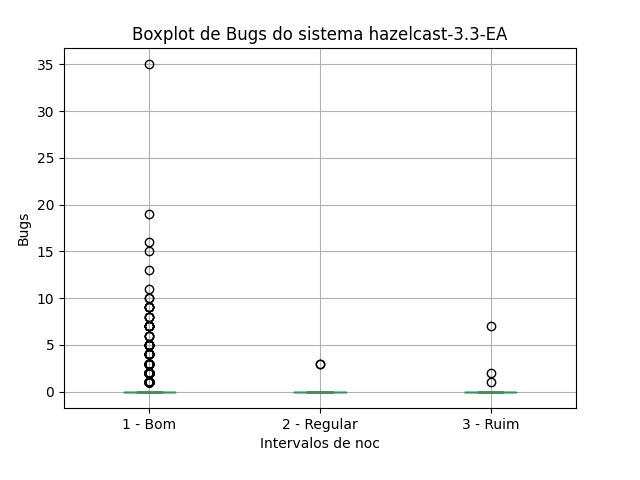 Boxplot de Bugs do sistema hazelcast-3.3-EA
35
30
25
20
15
10
5
0
Bugs
1 - Bom
2 - Regular
3 - Ruim
Intervalos de noc